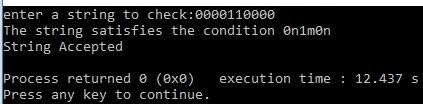 enter a string to check:0000110000
The string satisfies the condition 0n1m0n
String Accepted
Process returned 0 (0x0)   execution time : 12.437 s
Press any key to continue.